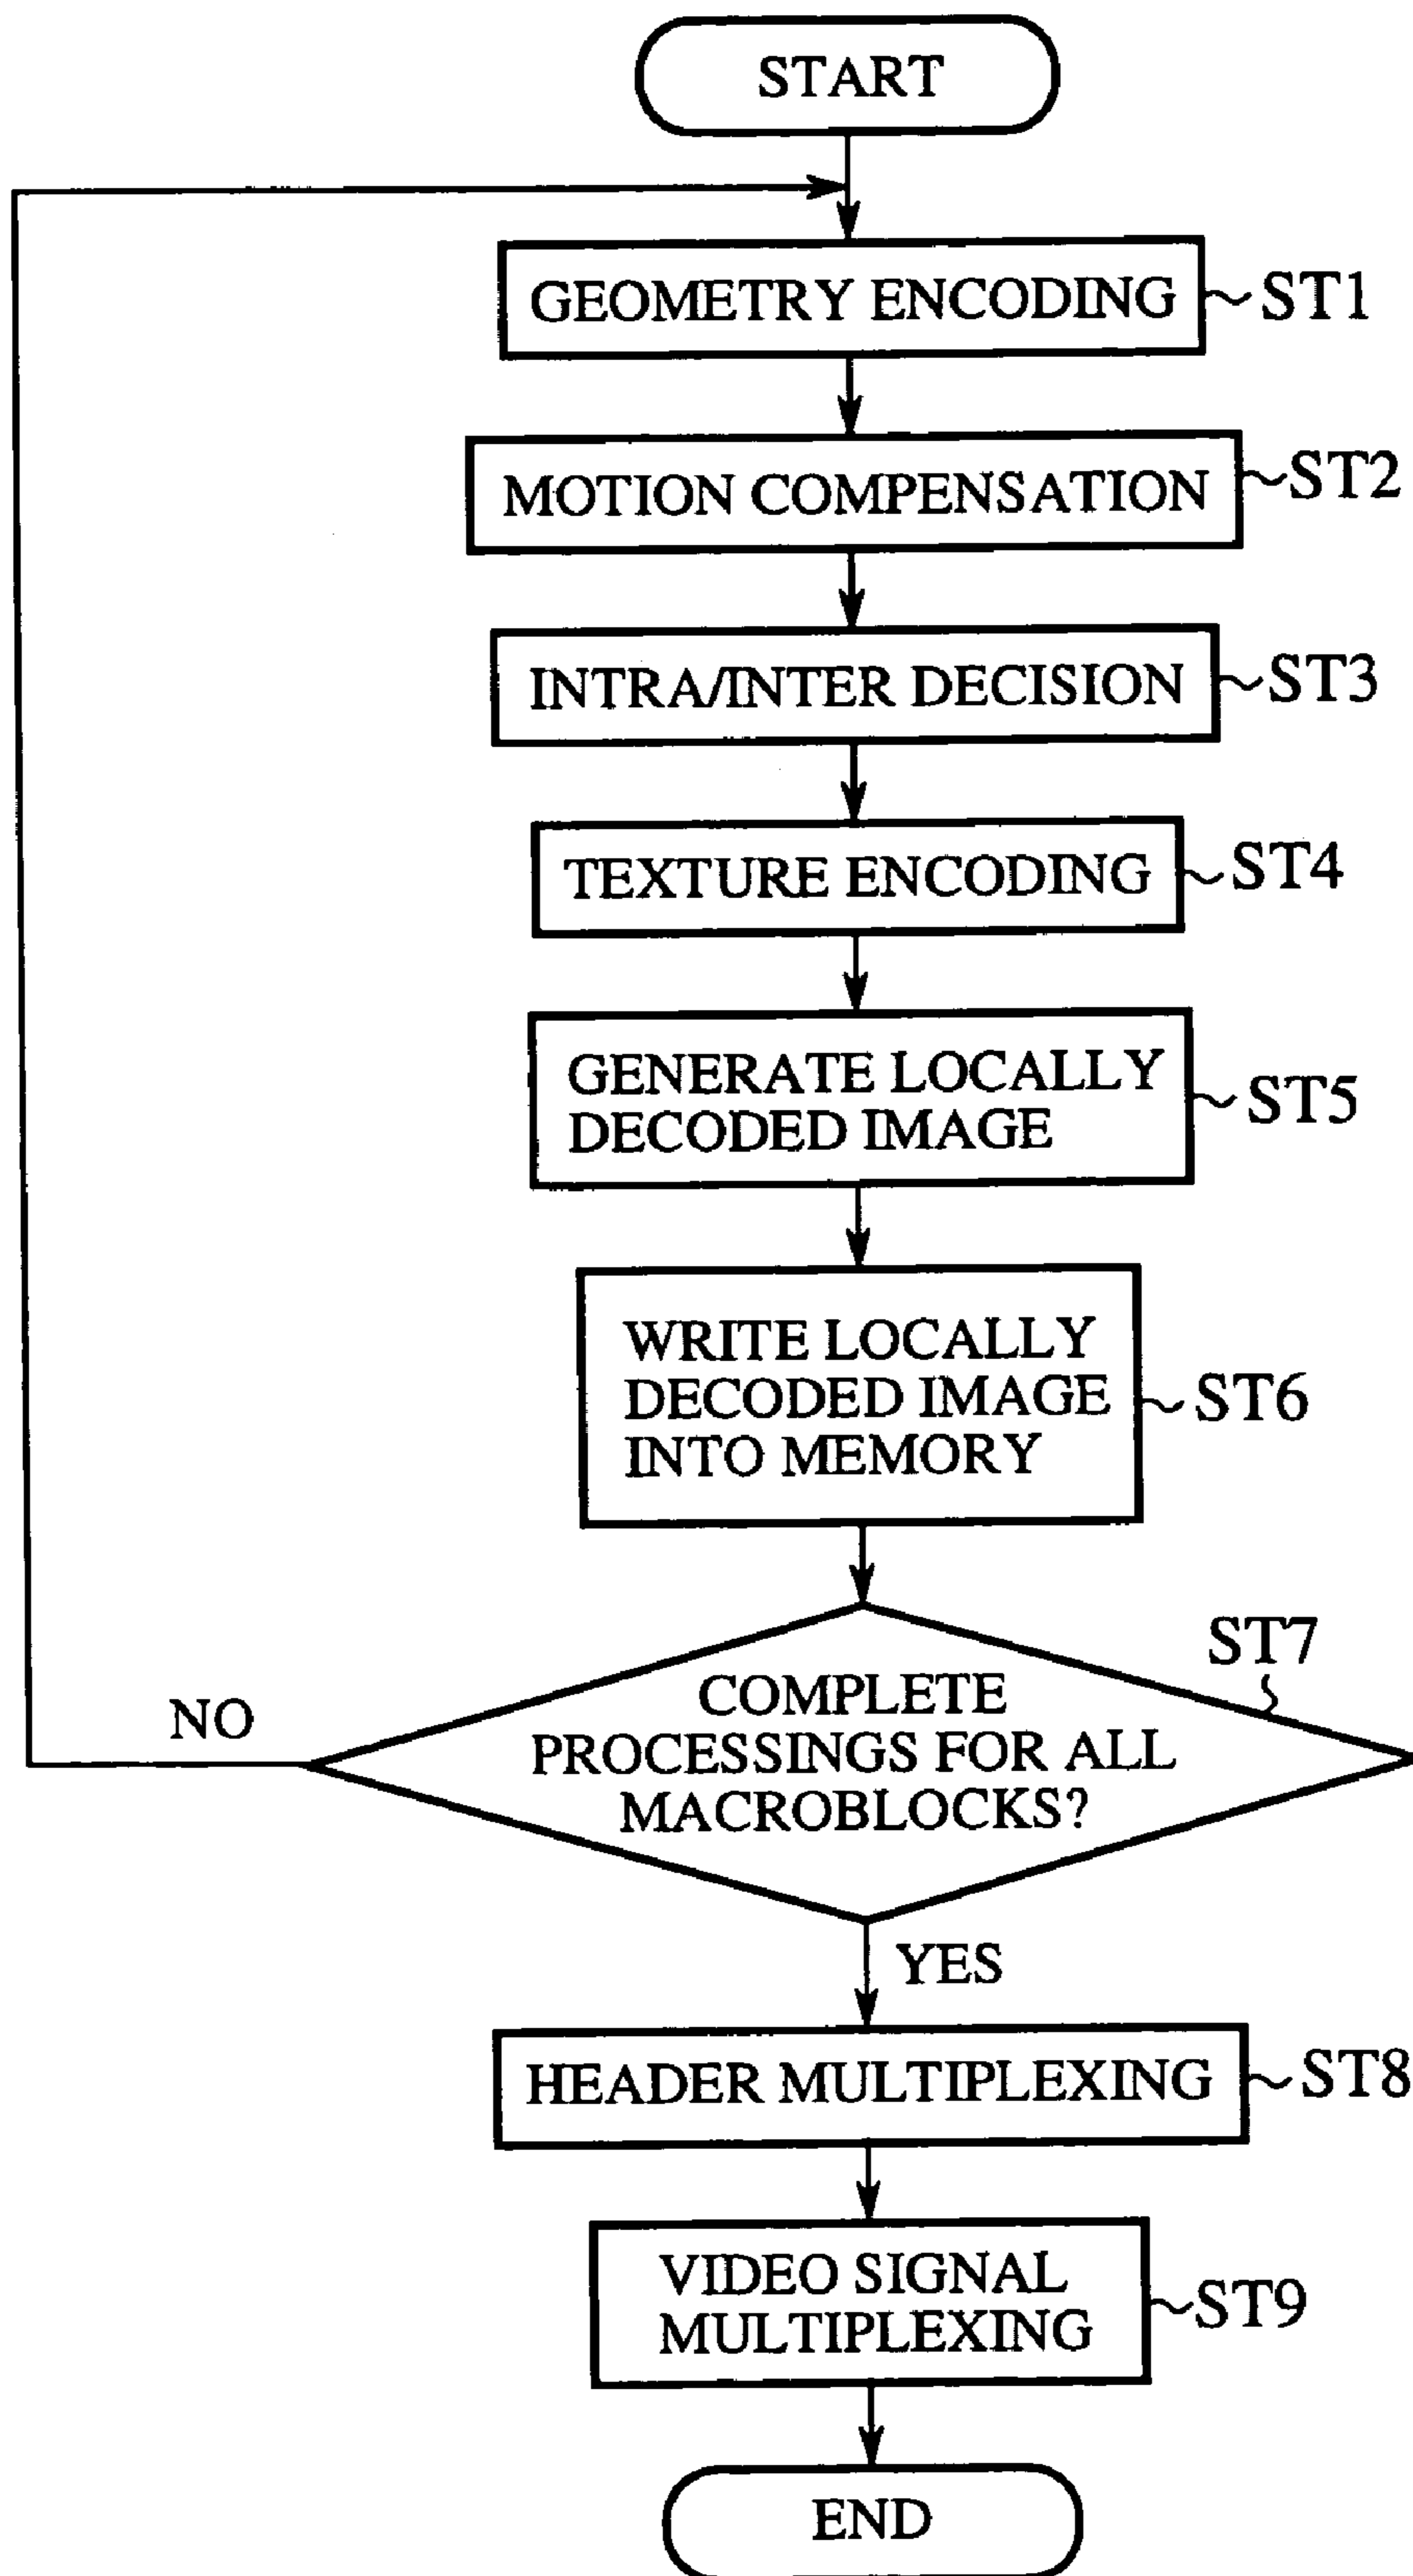 START
GEOMETRY ENCODING
ST1
MOTION COMPENSATION
ST2
INTRA/INTER DECISION
ST3
TEXTURE ENCODING
ST4
GENERATE LOCALLY
DECODED IMAGE
ST5
WRITE LOCALLY
DECODED IMAGE
INTO MEMORY
ST6
ST7
COMPLETE
PROCESSINGS FOR ALL
MACROBLOCKS?
NO
YES
HEADER MULTIPLEXING
ST8
VIDEO SIGNAL
MULTIPLEXING
ST9
END